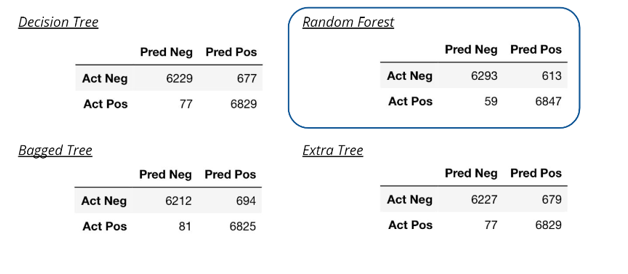 Decision Tree
Pred Neg Pred Pos
Act Neg 6229 677
Act Pos 77 6829
Random Forest
Pred Neg Pred Pos
Act Neg 6293 613
Act Pos 59 6847
Bagged Tree
Pred Neg Pred Pos
Act Neg 6212 694
Act Pos 81 6825
Extra Tree
Pred Neg Pred Pos
Act Neg 6227 679
Act Pos 77 6829